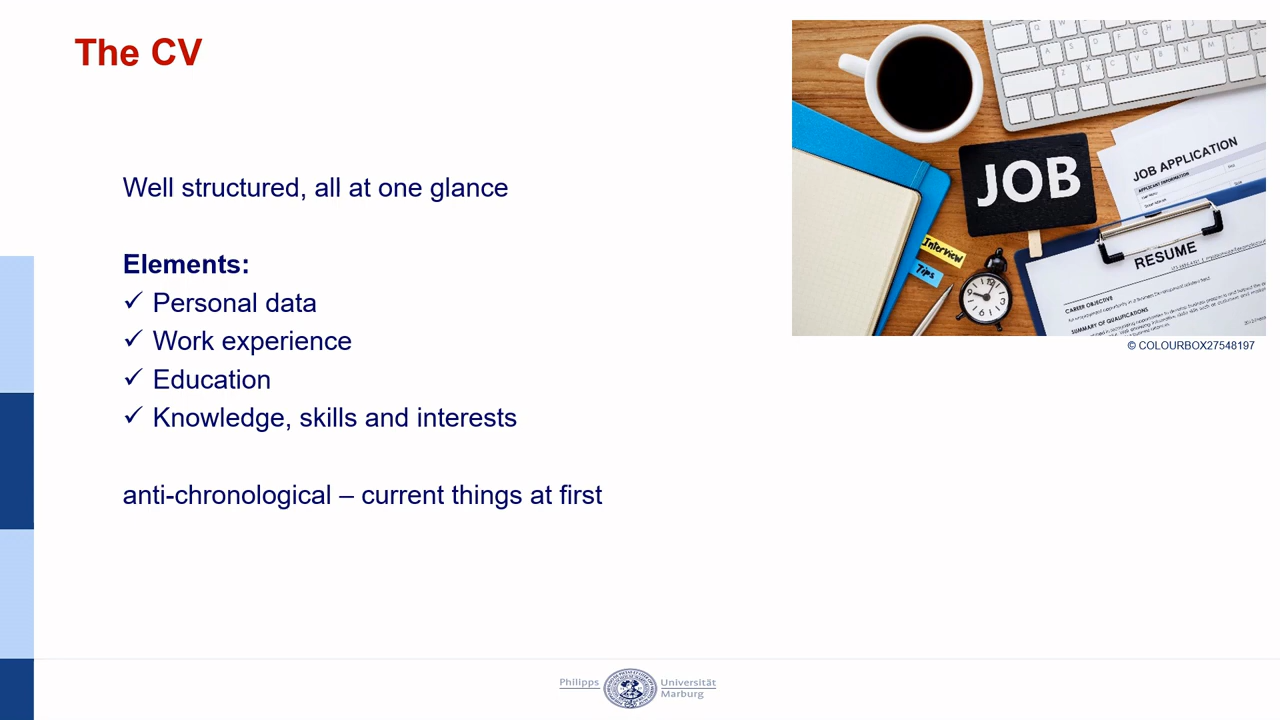 The CV
Well structured, all at one glance
Elements:
✓ Personal data
✓ Work experience
✓ Education
✓ Knowledge, skills and interests
anti-chronological – current things at first
JOB
JOB APPLICATION
APPLICANT INFORMATION
Interview
Tips
RESUME
CAREER OBJECTIVE
SUMMARY OF QUALIFICATIONS
© COLOURBOX27548197
Philipps
Universität
Marburg